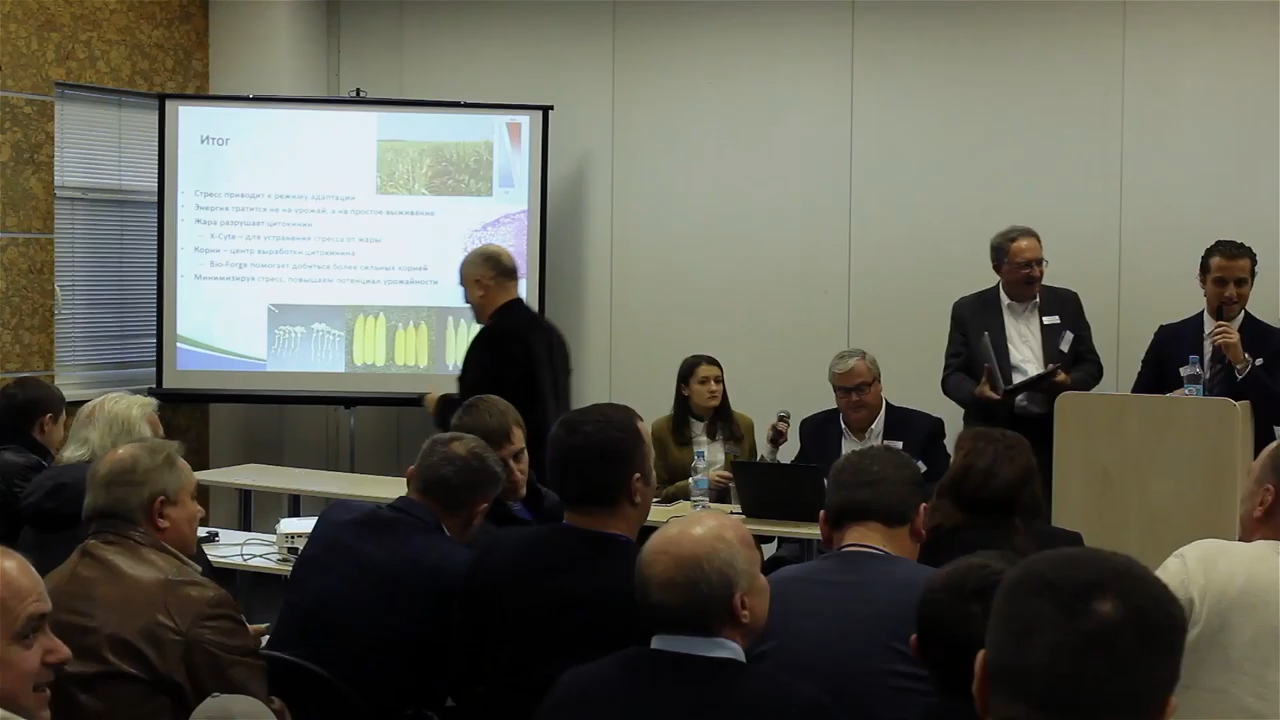 Итог
• Стресс приводит к режиму адаптации
• Энергия тратится не на урожай, а на простое выживание
• Жара разрушает цитокинин
– X-Cyte – для устранения стресса от жары
• Корни – центр выработки цитокинина
– Bio-Forge помогает добиться более сильных корней
• Минимизируя стресс, повышаем потенциал урожайности